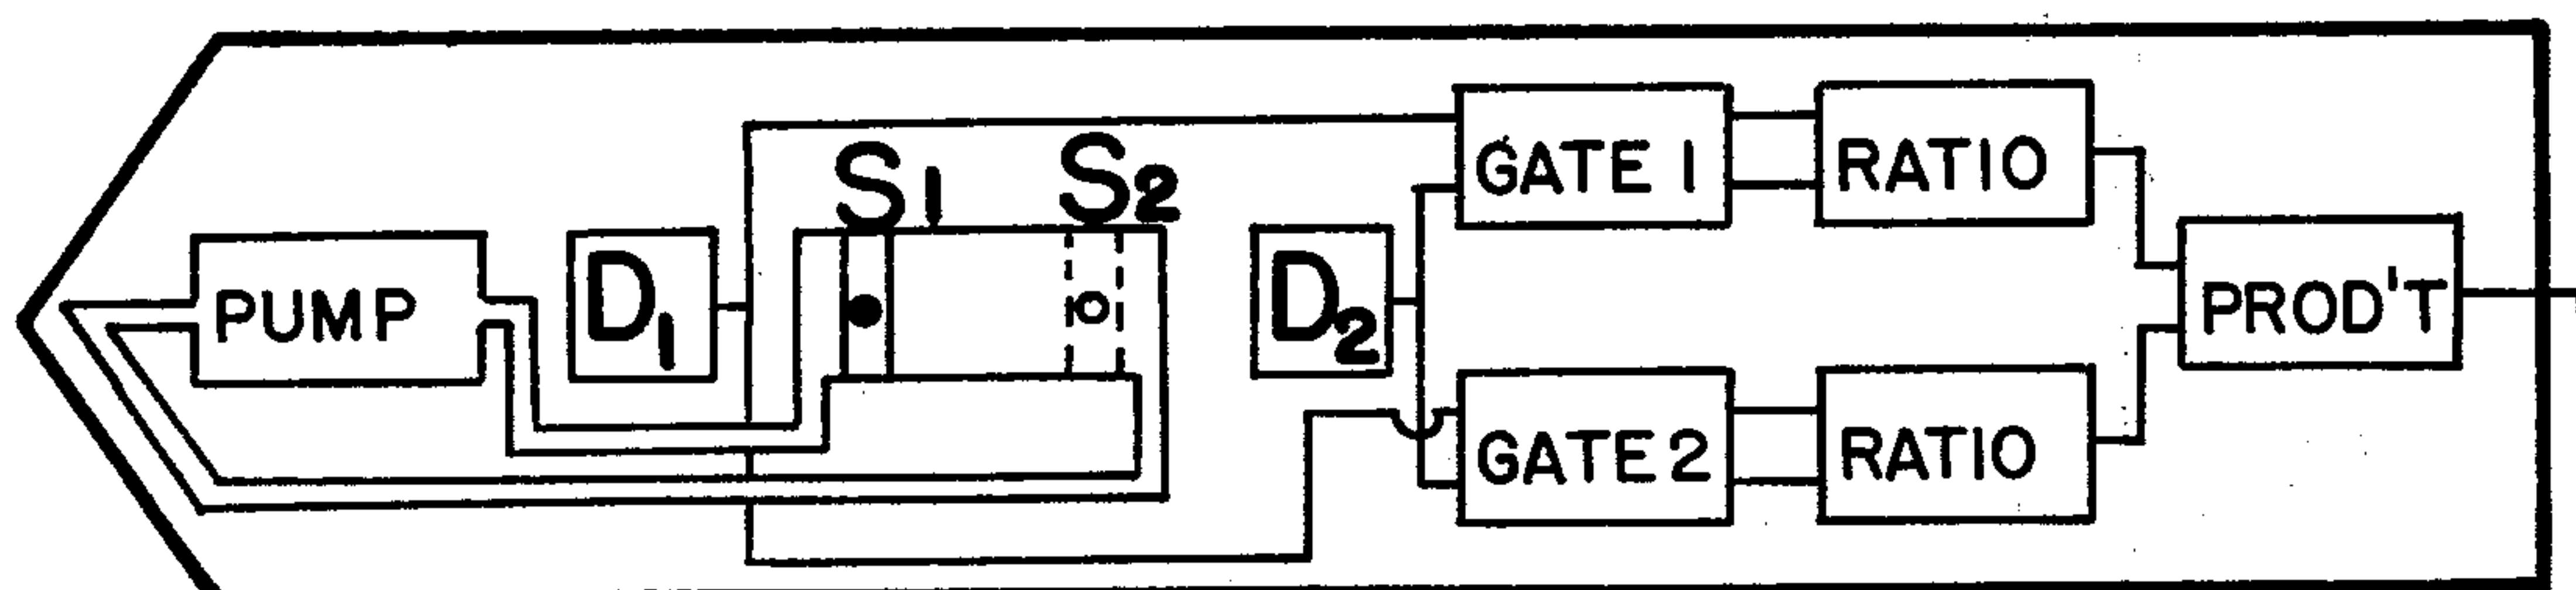 PUMP
D1
S1
S2
D2
GATE 1
RATIO
GATE 2
RATIO
PROD'T